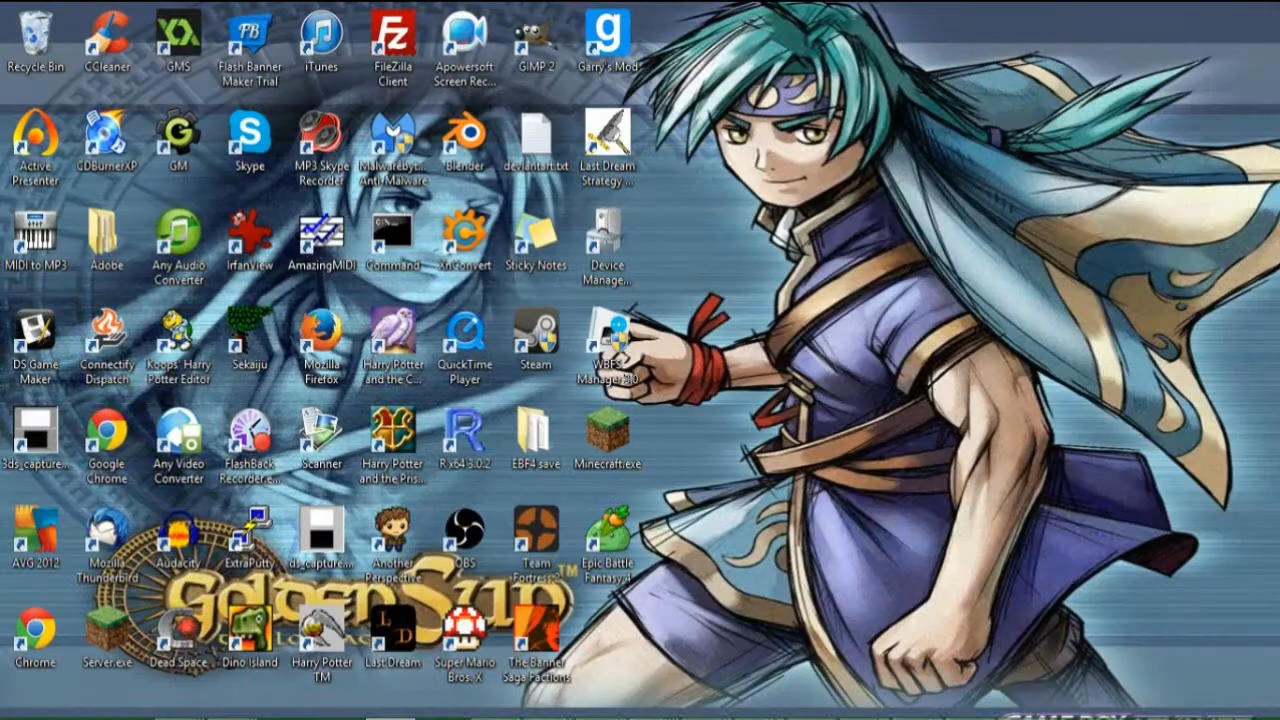 Recycle Bin
CCleaner
GMS
Flash Banner
Maker Trial
iTunes
FileZilla
Client
Apowersoft
Screen Rec...
GIMP 2
Garry's Mod
Active
Presenter
CDBurnerXP
GM
Skype
MP3 Skype
Recorder
Malwarebyt...
Anti-Malware
Blender
deviantart.txt
Last Dream
Strategy ...
MIDI to MP3
Adobe
Any Audio
Converter
IrfanView
AmazingMIDI
Command
XnConvert
Sticky Notes
Device
Manage...
DS Game
Maker
Connectify
Dispatch
Koops' Harry
Potter Editor
Sekaiju
Mozilla
Firefox
Harry Potter
and the C...
QuickTime
Player
Steam
WBFS
Manager 3.0
3ds_capture...
Google
Chrome
Any Video
Converter
FlashBack
Recorder.e...
Scanner
Harry Potter
and the Pris...
R x64 3.0.2
EBF4 save
Minecraft.exe
AVG 2012
Mozilla
Thunderbird
Audacity
ExtraPutty
ds_capture...
Another
Perspective
OBS
Team
Fortress 2
Epic Battle
Fantasy 4
Golden Sun™
Chrome
Server.exe
Dead Space
Dino Island
Harry Potter
TM
Last Dream
Super Mario
Bros. X
The Banner
Saga Factions